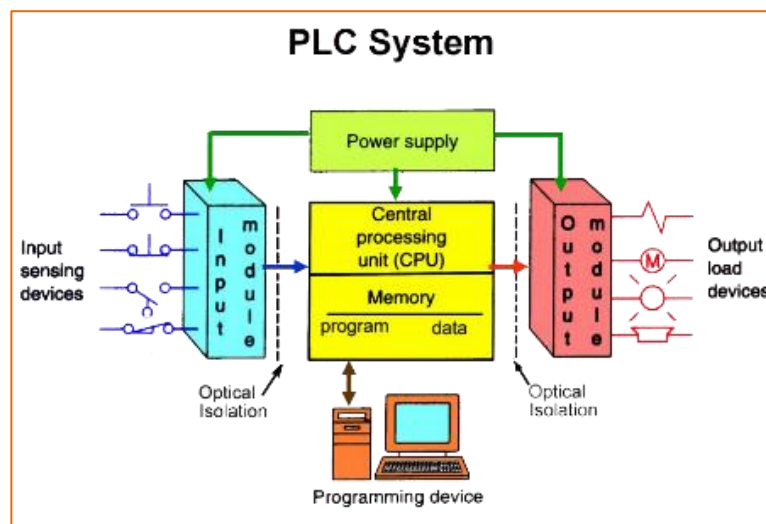 PLC System
Power supply
Input
module
Central
processing
unit (CPU)
Output
module
Input
sensing
devices
Output
load
devices
Memory
program data
Optical
Isolation
Optical
Isolation
M
Programming device